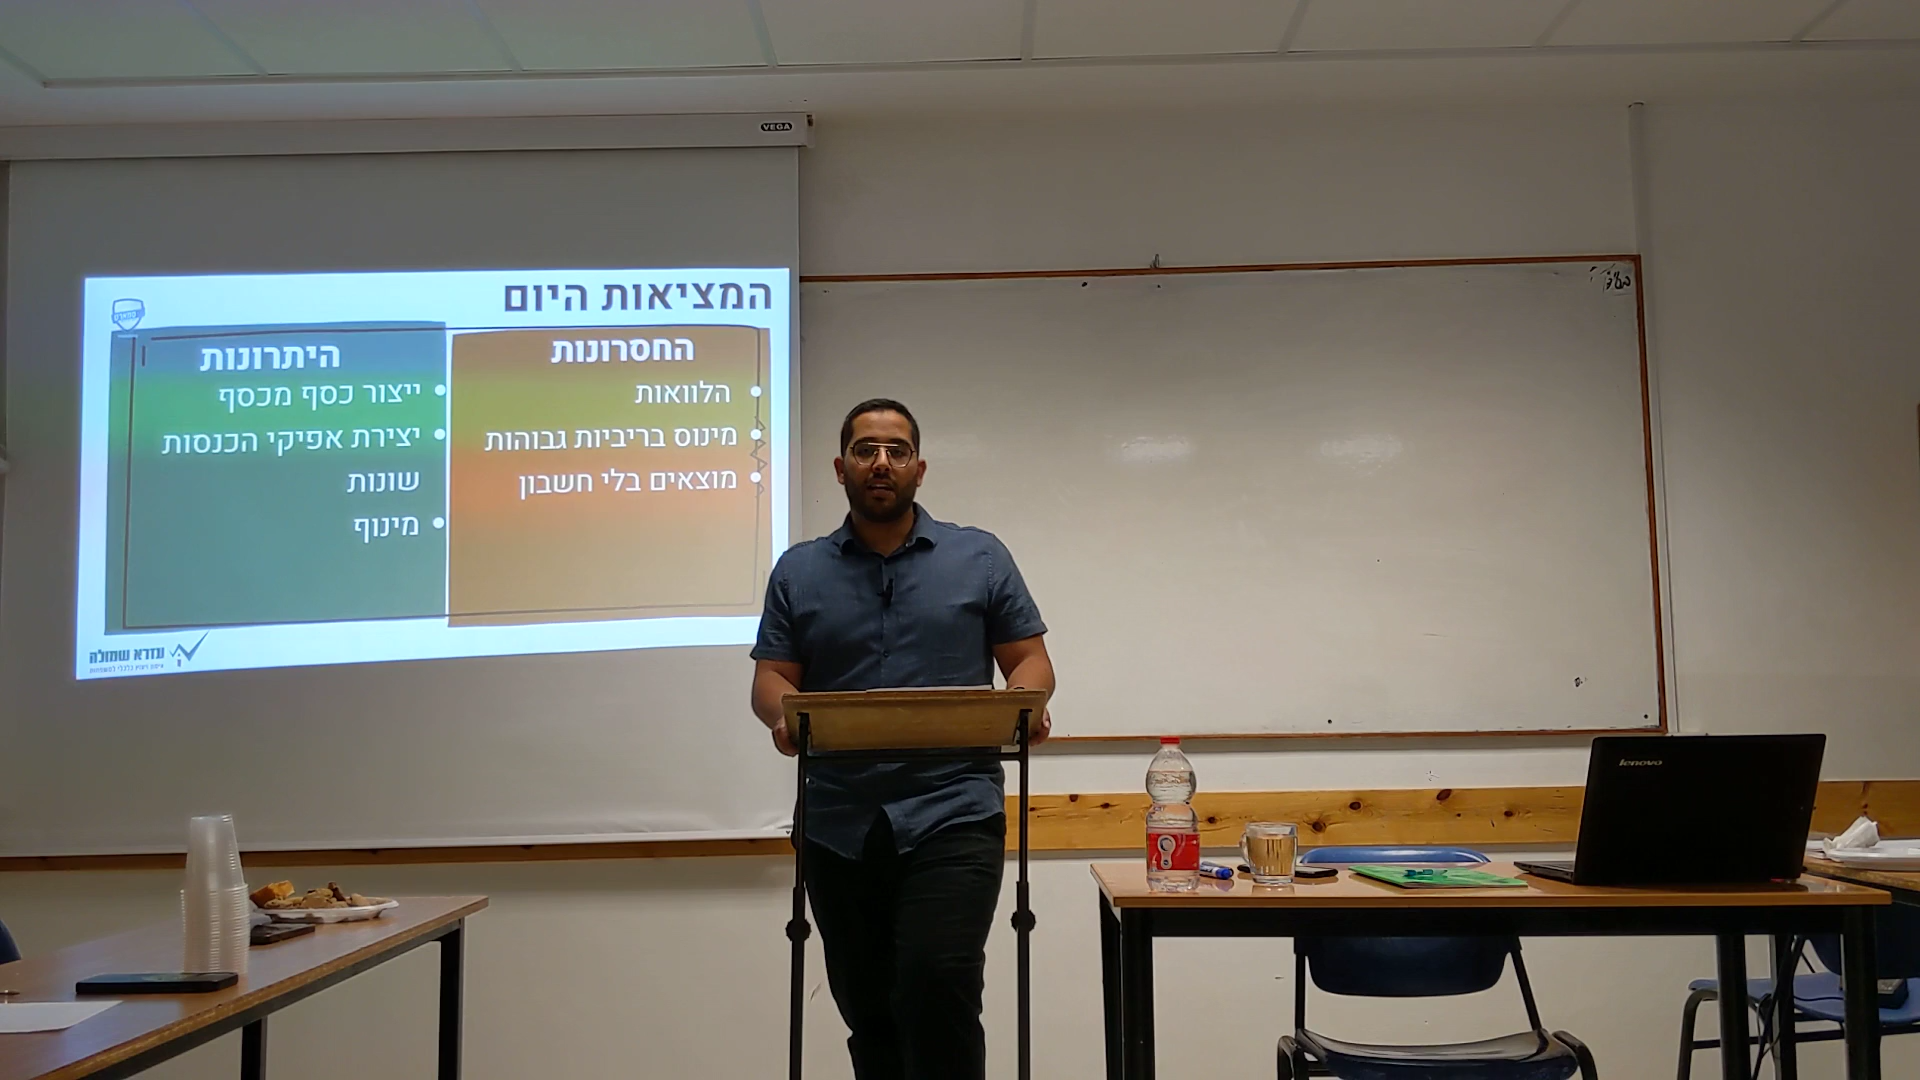 VEGA
המציאות היום
החסרונות
הלוואות
מינוס בריביות גבוהות
מוצאים בלי חשבון
היתרונות
ייצור כסף מכסף
יצירת אפיקי הכנסות
שונות
מינוף
עזרא שמולה
lenovo